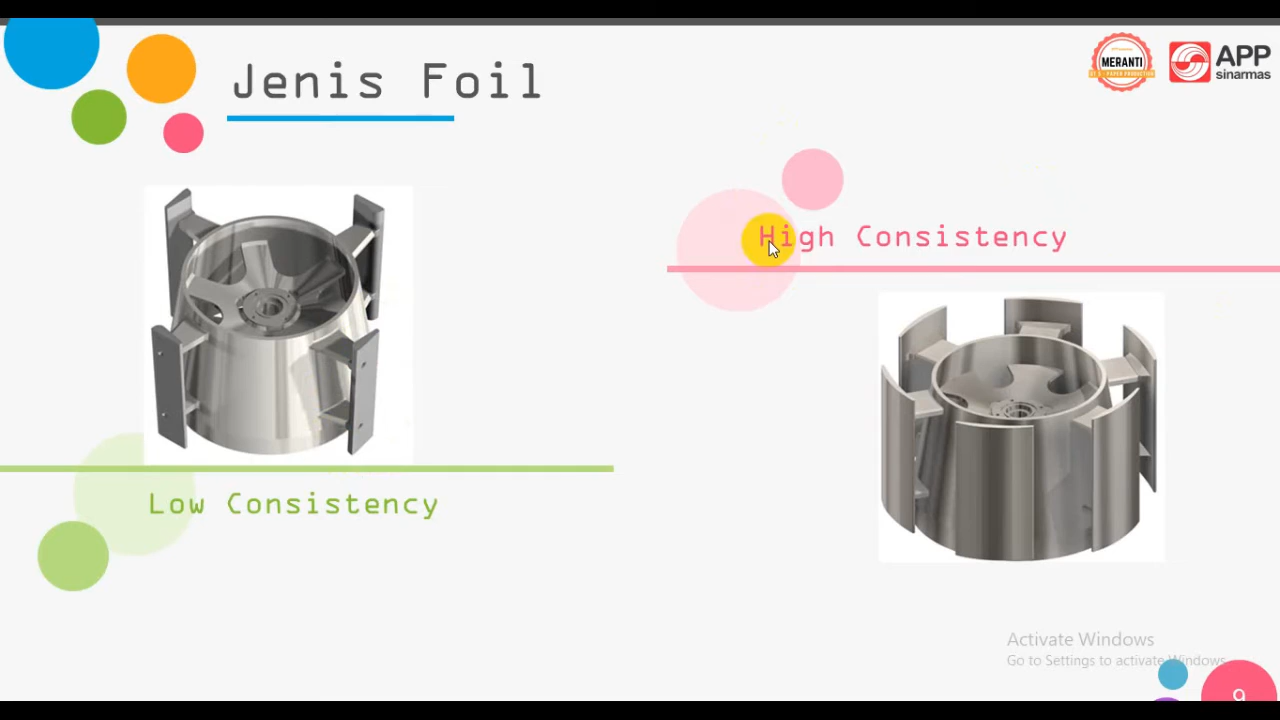 Jenis Foil
MERANTI
APP
sinarmas
High Consistency
Low Consistency
Activate Windows
Go to Settings to activate Windows.
9